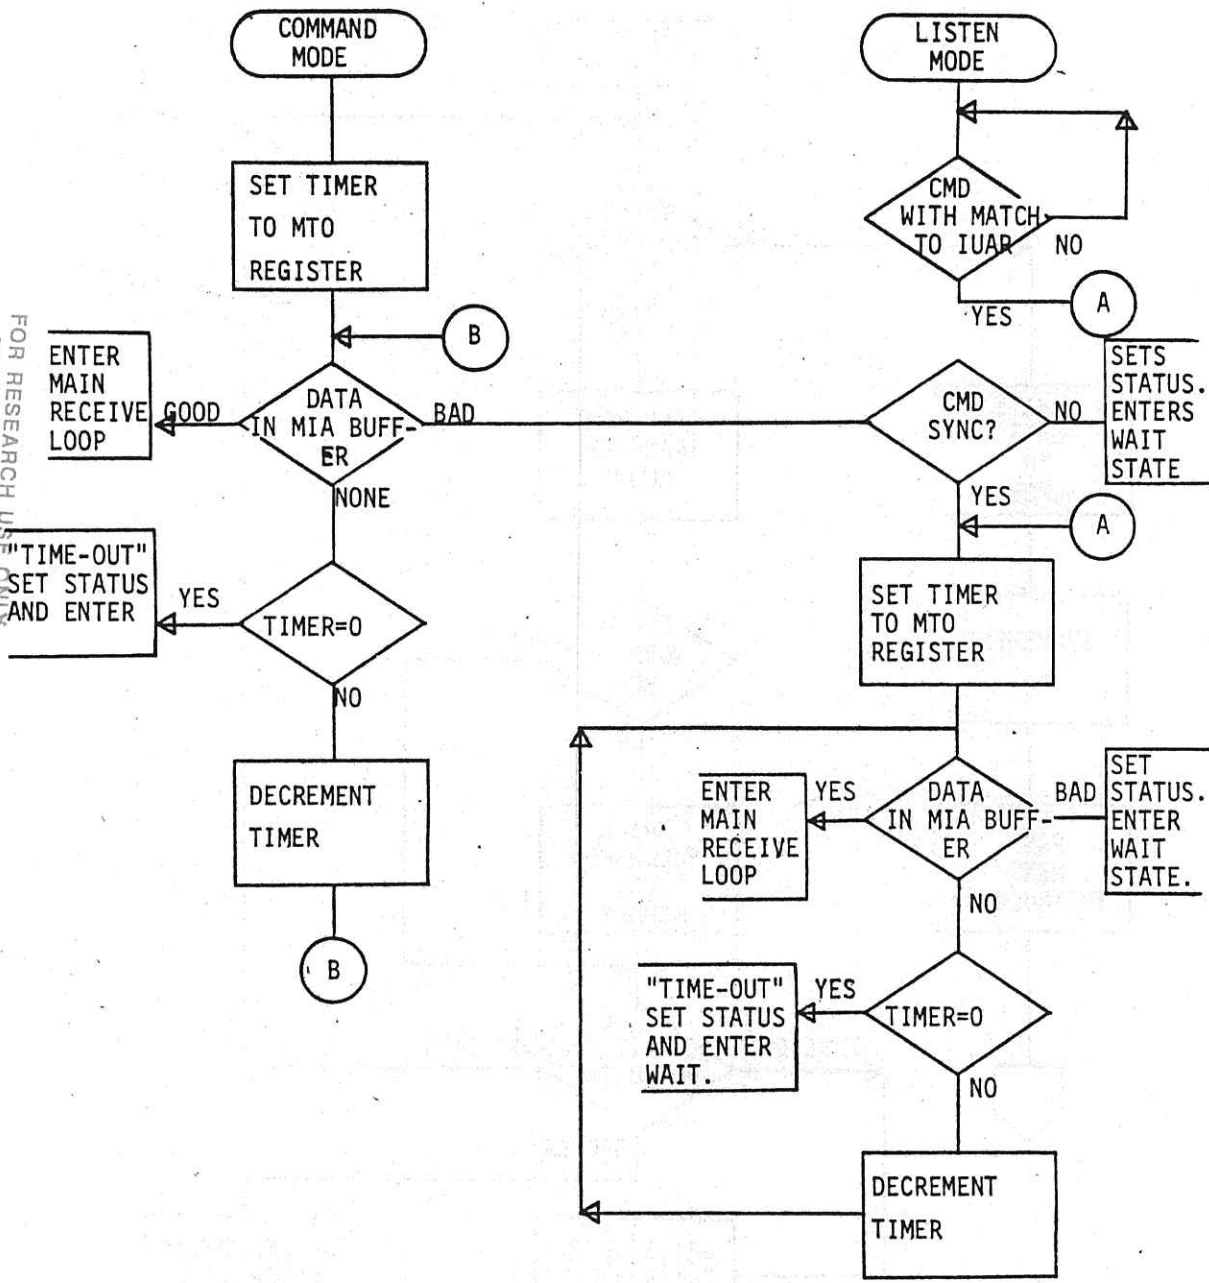 COMMAND
MODE
SET TIMER
TO MTO
REGISTER
B
ENTER
MAIN
RECEIVE
LOOP
GOOD
DATA
IN MIA BUFF-
ER
BAD
NONE
"TIME-OUT"
SET STATUS
AND ENTER
YES
TIMER=0
NO
DECREMENT
TIMER
B
LISTEN
MODE
CMD
WITH MATCH
TO IUAR
NO
YES
A
CMD
SYNC?
NO
SETS
STATUS.
ENTERS
WAIT
STATE
YES
A
SET TIMER
TO MTO
REGISTER
ENTER
MAIN
RECEIVE
LOOP
YES
DATA
IN MIA BUFF-
ER
BAD
SET
STATUS.
ENTER
WAIT
STATE.
NO
"TIME-OUT"
SET STATUS
AND ENTER
WAIT.
YES
TIMER=0
NO
DECREMENT
TIMER
FOR RESEARCH USE ONLY